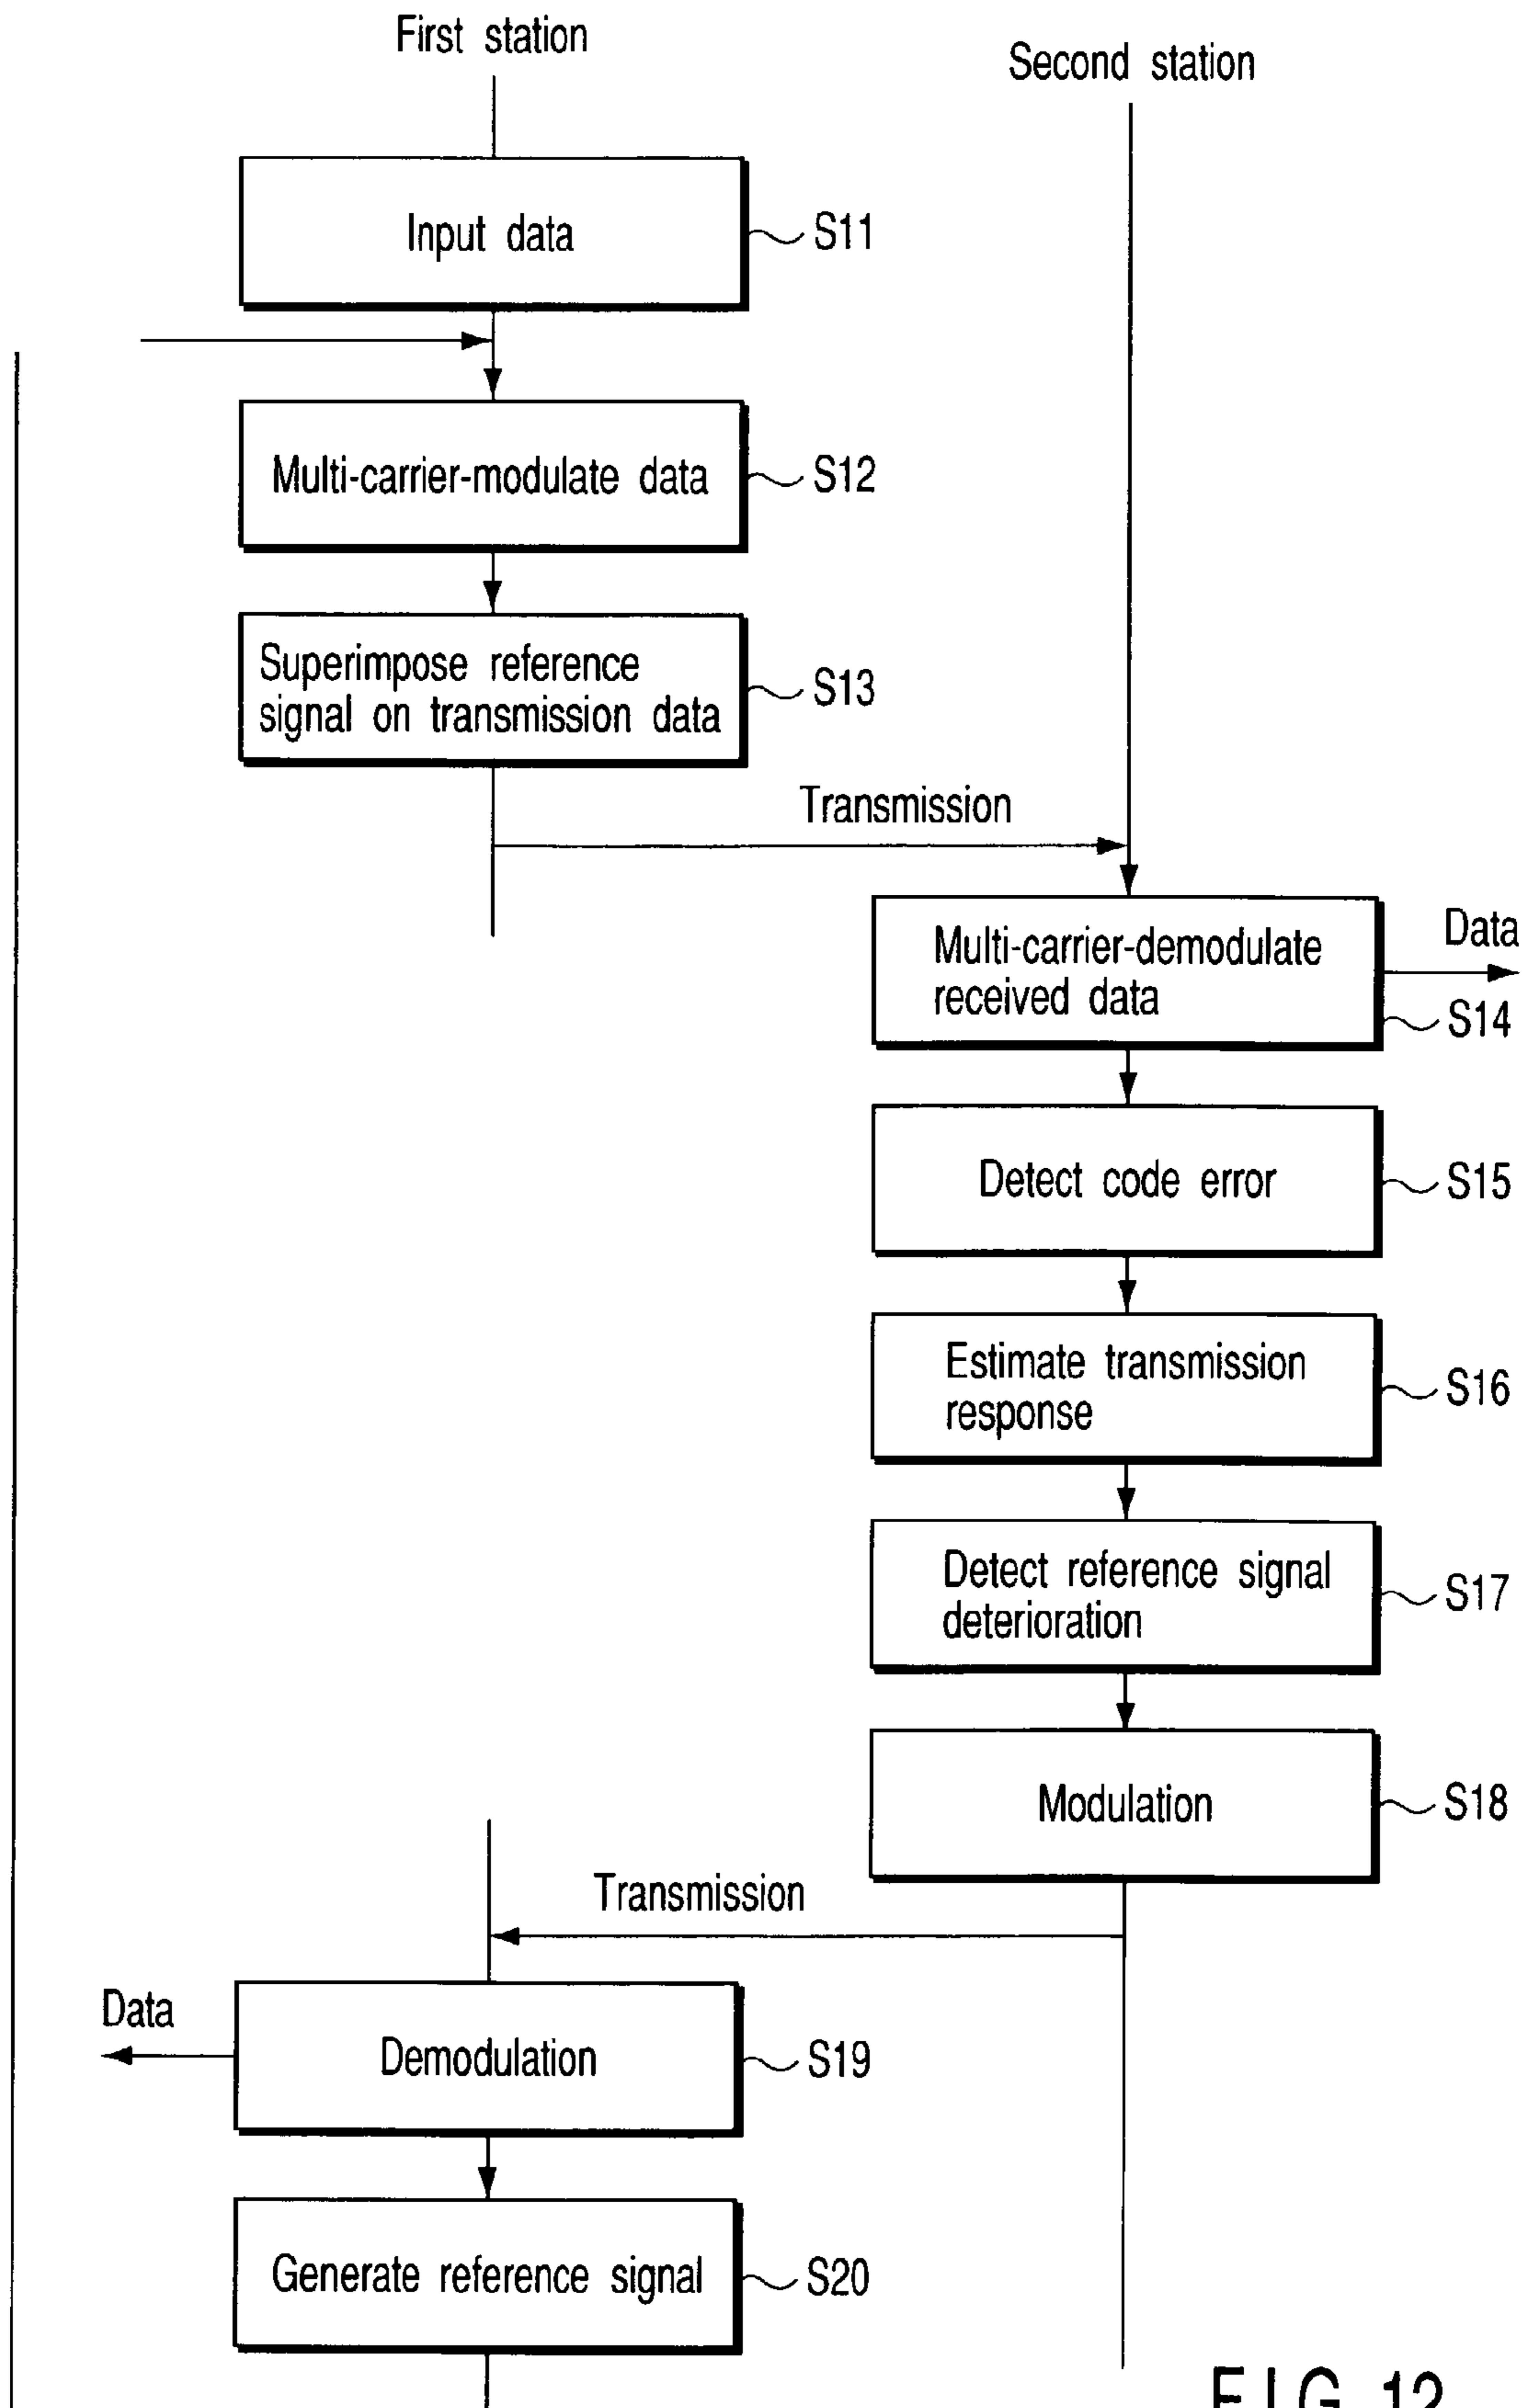 First station
Second station
Input data
S11
Multi-carrier-modulate data
S12
Superimpose reference
signal on transmission data
S13
Transmission
Multi-carrier-demodulate
received data
Data
S14
Detect code error
S15
Estimate transmission
response
S16
Detect reference signal
deterioration
S17
Modulation
S18
Transmission
Data
Demodulation
S19
Generate reference signal
S20
FIG. 12